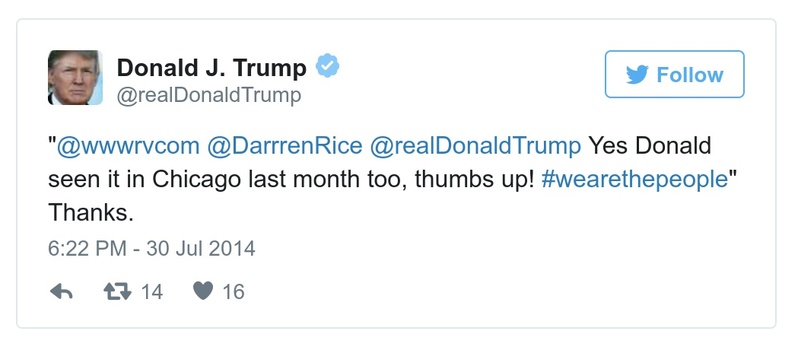 Donald J. Trump
@realDonaldTrump
Follow
"@wwwrvcom @DarrrenRice @realDonaldTrump Yes Donald
seen it in Chicago last month too, thumbs up! #wearethepeople"
Thanks.
6:22 PM - 30 Jul 2014
14 16